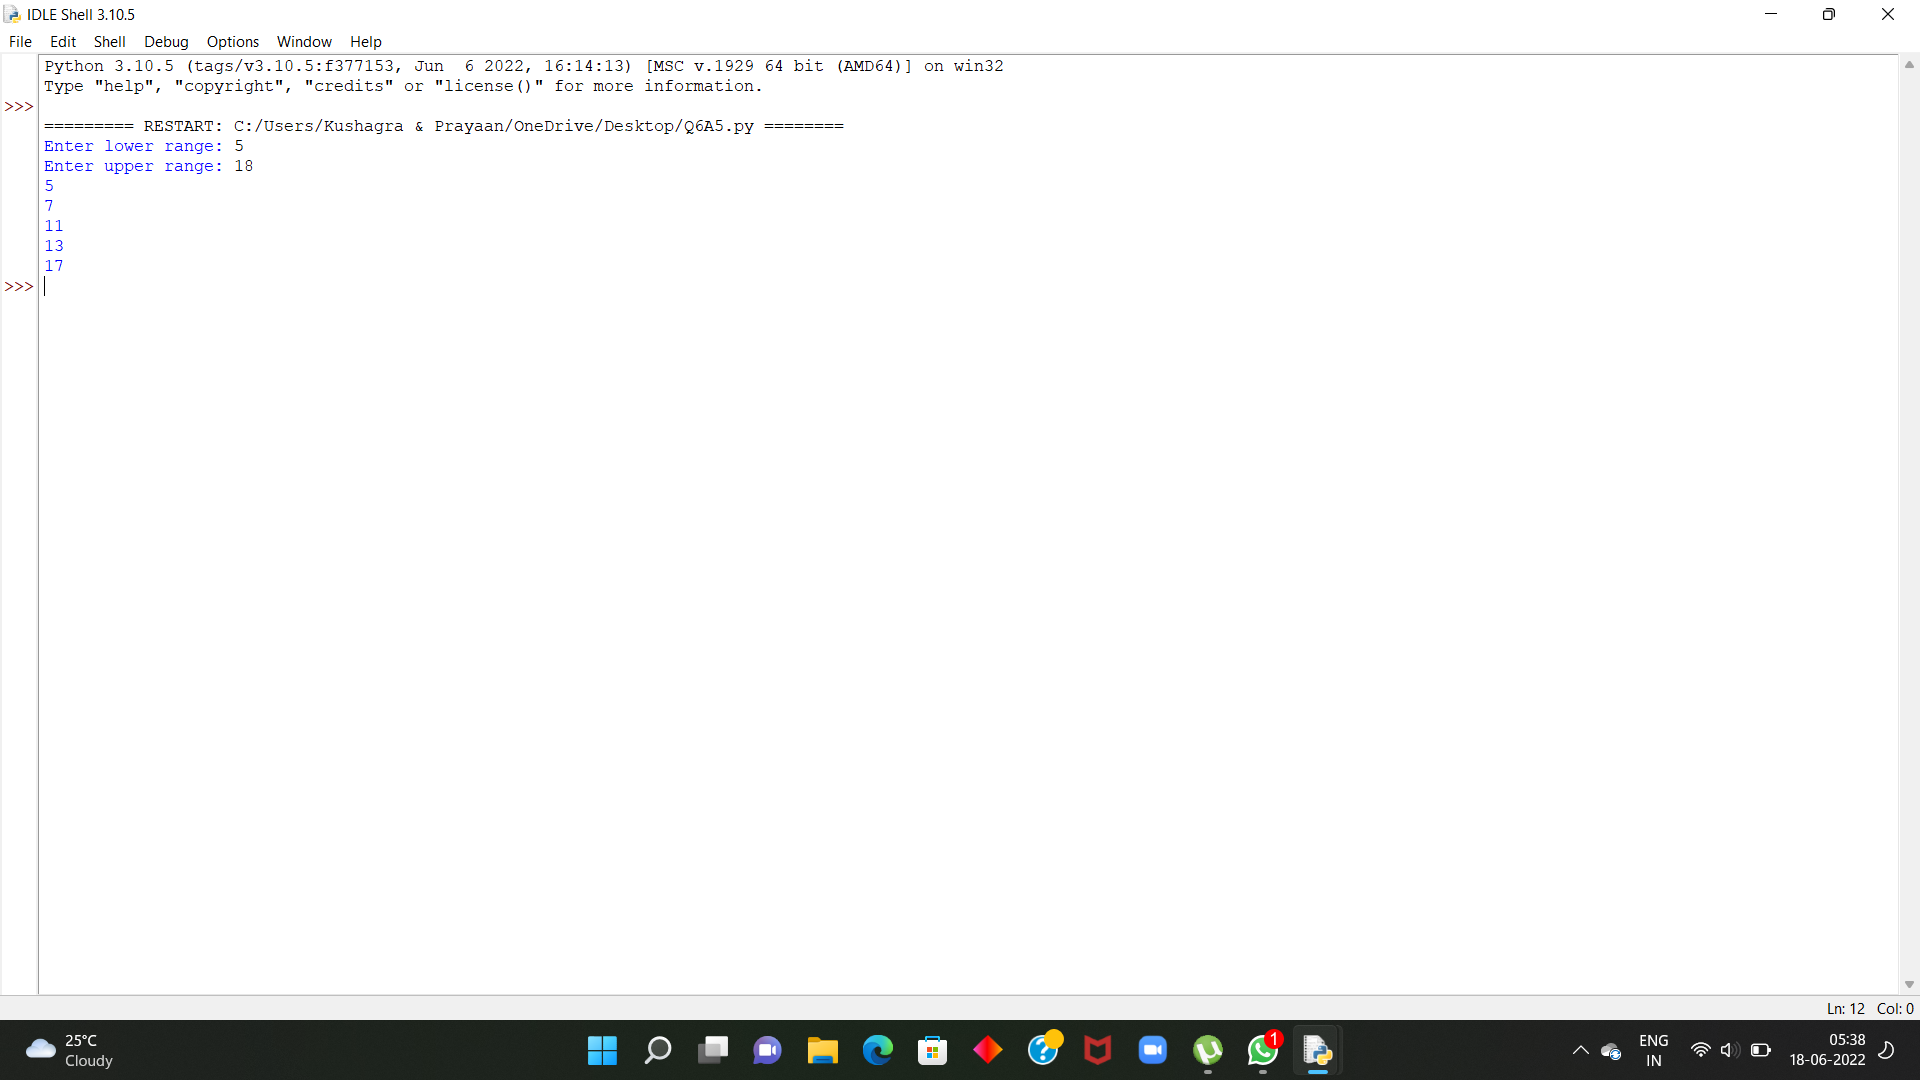 IDLE Shell 3.10.5
File Edit Shell Debug Options Window Help
Python 3.10.5 (tags/v3.10.5:f377153, Jun  6 2022, 16:14:13) [MSC v.1929 64 bit (AMD64)] on win32
Type "help", "copyright", "credits" or "license()" for more information.
>>>
========= RESTART: C:/Users/Kushagra & Prayaan/OneDrive/Desktop/Q6A5.py ========
Enter lower range: 5
Enter upper range: 18
5
7
11
13
17
>>>
Ln: 12 Col: 0
25°C
Cloudy
1
ENG
IN
05:38
18-06-2022